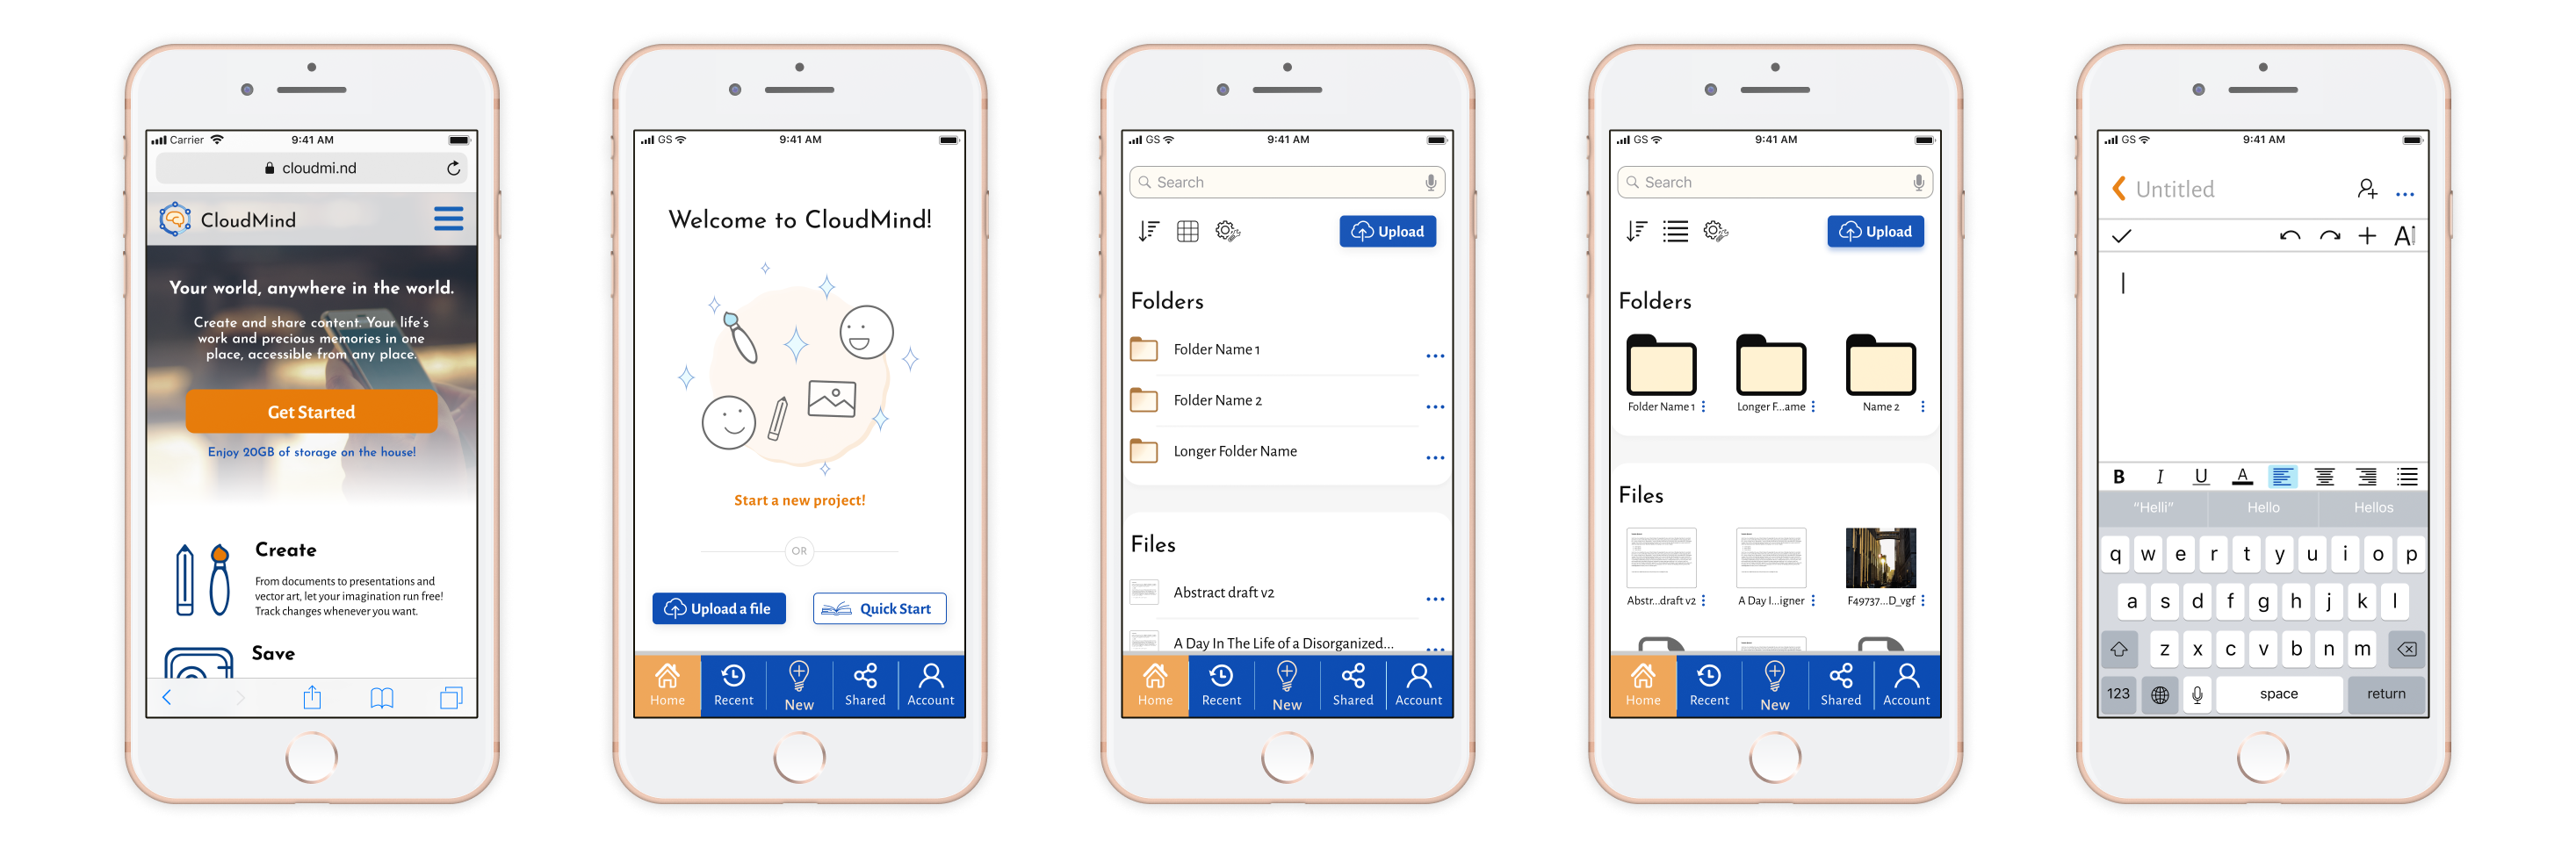 Carrier 9:41 AM
cloudmi.nd
CloudMind
Your world, anywhere in the world.
Create and share content. Your life's
work and precious memories in one
place, accessible from any place.
Get Started
Enjoy 20GB of storage on the house!
Create
From documents to presentations and
vector art, let your imagination run free!
Track changes whenever you want.
Save
GS 9:41 AM
Welcome to CloudMind!
Start a new project!
OR
Upload a file Quick Start
Home Recent New Shared Account
GS 9:41 AM
Search
Upload
Folders
Folder Name 1
Folder Name 2
Longer Folder Name
Files
Abstract draft v2
A Day In The Life of a Disorganized...
Home Recent New Shared Account
GS 9:41 AM
Search
Upload
Folders
Folder Name 1 Longer F...ame Name 2
Files
Abstr...draft v2 A Day I...igner F49737...D_vgf
Home Recent New Shared Account
GS 9:41 AM
Untitled
A
B I U A
"Helli" Hello Hellos
q w e r t y u i o p
a s d f g h j k l
z x c v b n m
123 space return